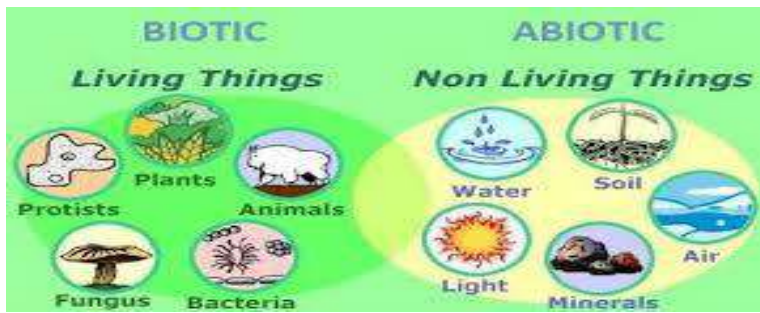 BIOTIC
Living Things
Plants
Protists
Animals
Fungus
Bacteria
ABIOTIC
Non Living Things
Water
Soil
Air
Light
Minerals